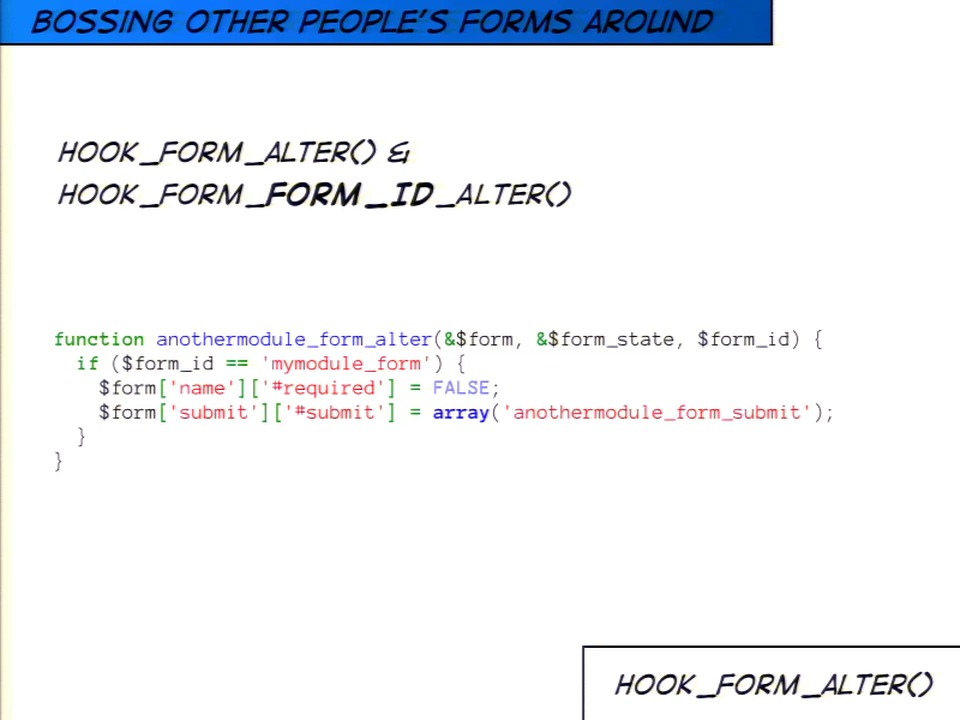 BOSSING OTHER PEOPLE'S FORMS AROUND
HOOK_FORM_ALTER() &
HOOK_FORM_FORM_ID_ALTER()
function anothermodule_form_alter(&$form, &$form_state, $form_id) {
  if ($form_id == 'mymodule_form') {
    $form['name']['#required'] = FALSE;
    $form['submit']['#submit'] = array('anothermodule_form_submit');
  }
}
HOOK_FORM_ALTER()